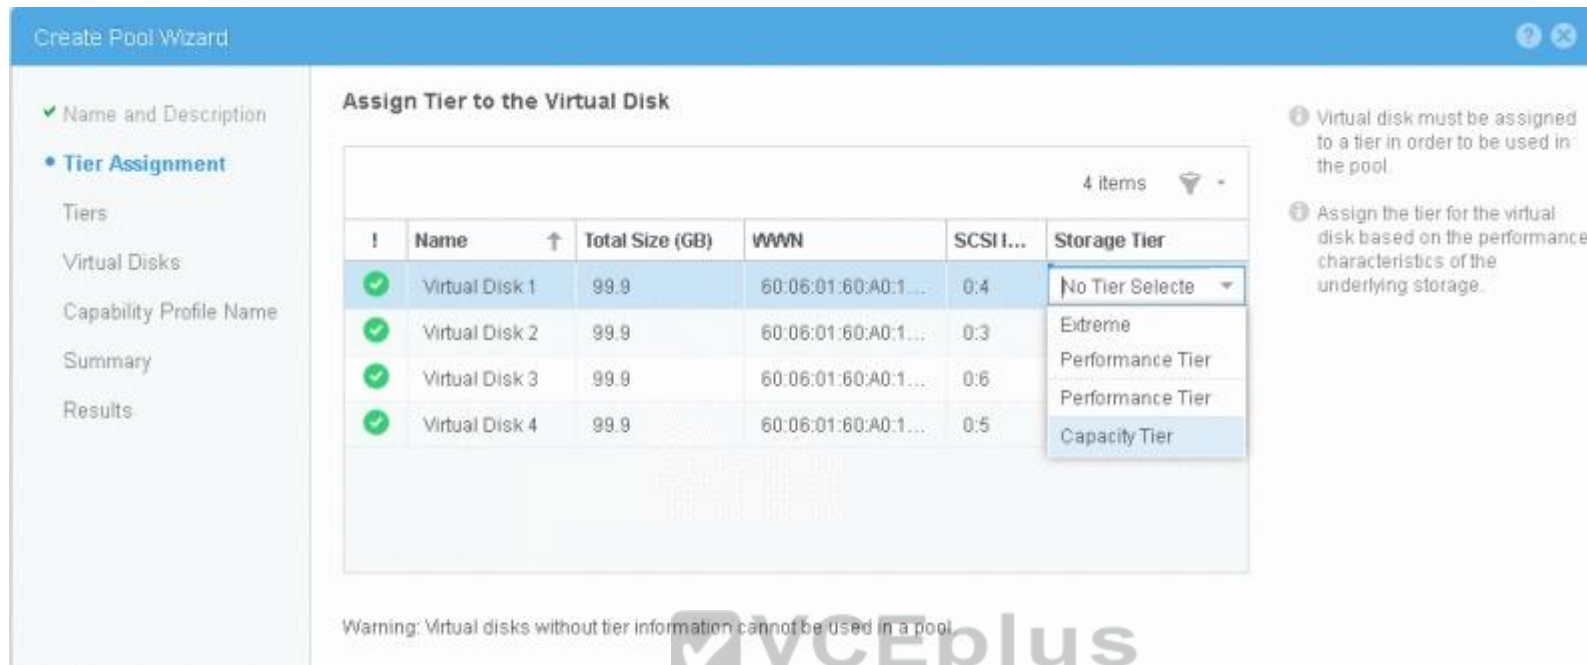 Create Pool Wizard
Name and Description
Tier Assignment
Tiers
Virtual Disks
Capability Profile Name
Summary
Results
Assign Tier to the Virtual Disk
4 items
! Name Total Size (GB) WWN SCSI I... Storage Tier
Virtual Disk 1 99.9 60:06:01:60:A0:1... 0:4 No Tier Selecte
Virtual Disk 2 99.9 60:06:01:60:A0:1... 0:3
Virtual Disk 3 99.9 60:06:01:60:A0:1... 0:6
Virtual Disk 4 99.9 60:06:01:60:A0:1... 0:5
Extreme
Performance Tier
Performance Tier
Capacity Tier
Warning: Virtual disks without tier information cannot be used in a pool
VCEplus
Virtual disk must be assigned
to a tier in order to be used in
the pool.
Assign the tier for the virtual
disk based on the performance
characteristics of the
underlying storage.